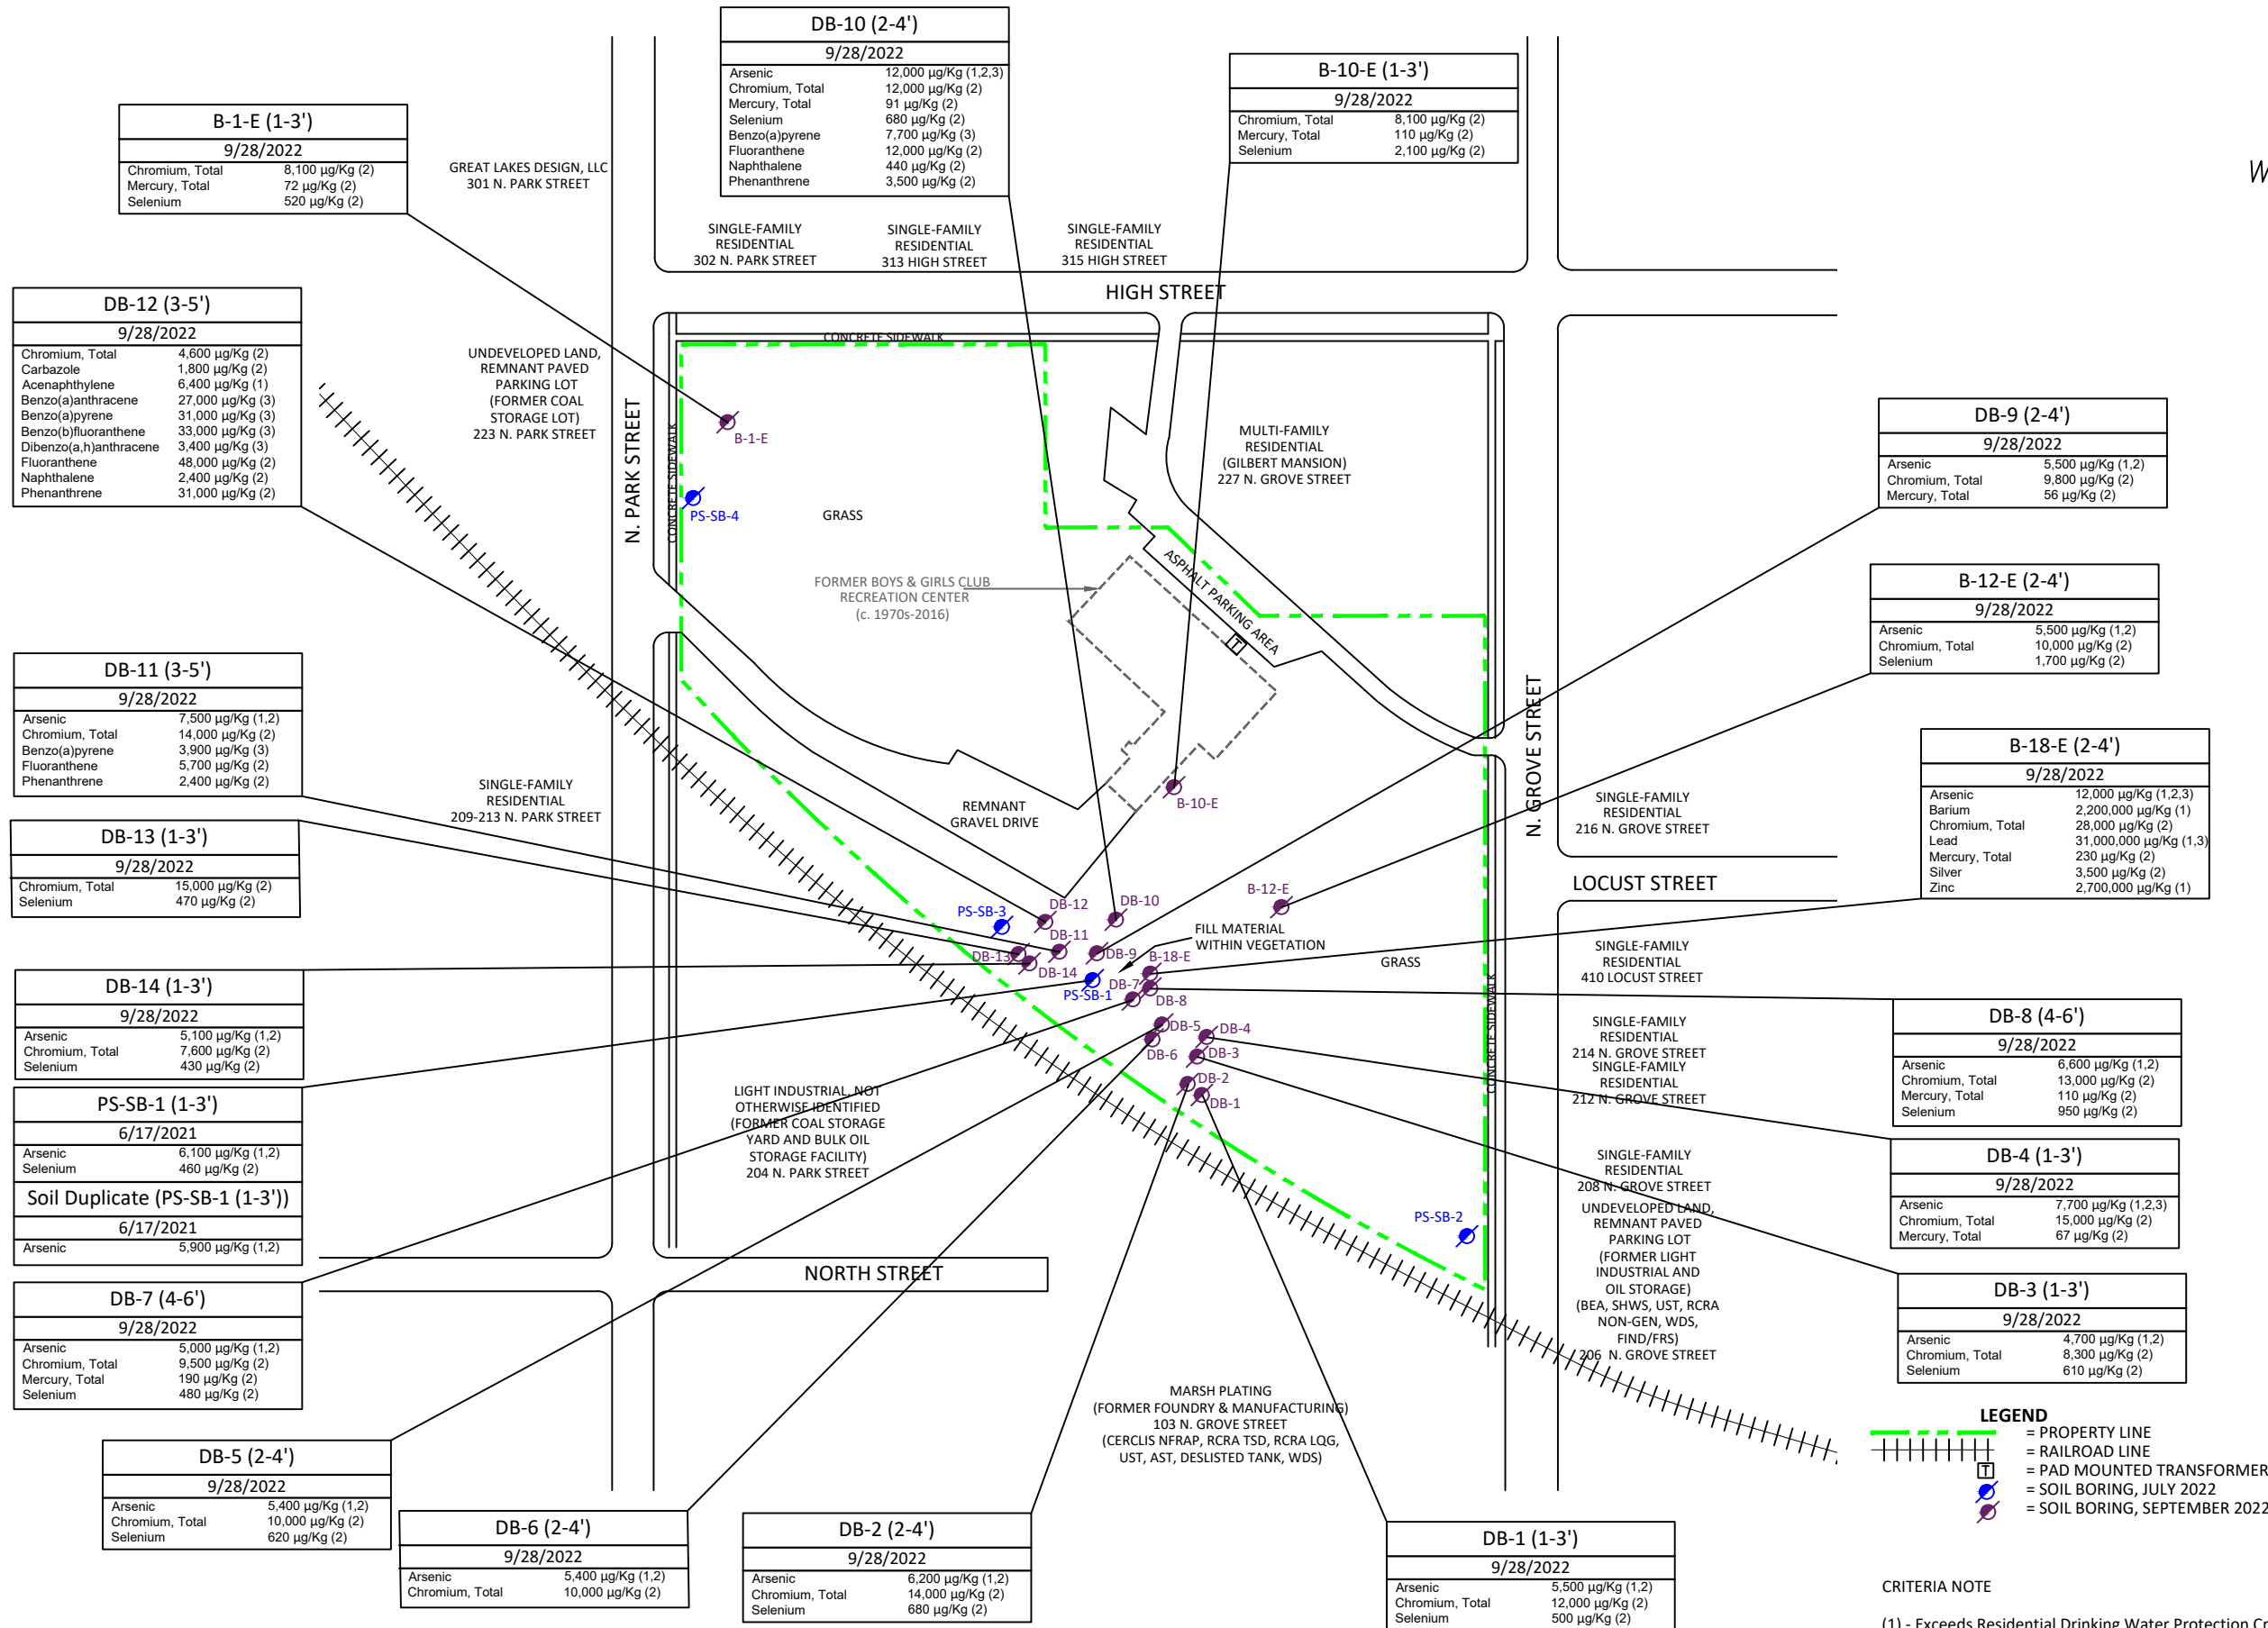 DB-10 (2-4')
9/28/2022
Arsenic 12,000 µg/Kg (1,2,3)
Chromium, Total 12,000 µg/Kg (2)
Mercury, Total 91 µg/Kg (2)
Selenium 680 µg/Kg (2)
Benzo(a)pyrene 7,700 µg/Kg (3)
Fluoranthene 12,000 µg/Kg (2)
Naphthalene 440 µg/Kg (2)
Phenanthrene 3,500 µg/Kg (2)
B-10-E (1-3')
9/28/2022
Chromium, Total 8,100 µg/Kg (2)
Mercury, Total 110 µg/Kg (2)
Selenium 2,100 µg/Kg (2)
B-1-E (1-3')
9/28/2022
Chromium, Total 8,100 µg/Kg (2)
Mercury, Total 72 µg/Kg (2)
Selenium 520 µg/Kg (2)
GREAT LAKES DESIGN, LLC
301 N. PARK STREET
W
SINGLE-FAMILY
RESIDENTIAL
302 N. PARK STREET
SINGLE-FAMILY
RESIDENTIAL
313 HIGH STREET
SINGLE-FAMILY
RESIDENTIAL
315 HIGH STREET
HIGH STREET
CONCRETE SIDEWALK
DB-12 (3-5')
9/28/2022
Chromium, Total 4,600 µg/Kg (2)
Carbazole 1,800 µg/Kg (2)
Acenaphthylene 6,400 µg/Kg (1)
Benzo(a)anthracene 27,000 µg/Kg (3)
Benzo(a)pyrene 31,000 µg/Kg (3)
Benzo(b)fluoranthene 33,000 µg/Kg (3)
Dibenzo(a,h)anthracene 3,400 µg/Kg (3)
Fluoranthene 48,000 µg/Kg (2)
Naphthalene 2,400 µg/Kg (2)
Phenanthrene 31,000 µg/Kg (2)
UNDEVELOPED LAND,
REMNANT PAVED
PARKING LOT
(FORMER COAL
STORAGE LOT)
223 N. PARK STREET
N. PARK STREET
CONCRETE SIDEWALK
B-1-E
PS-SB-4
GRASS
MULTI-FAMILY
RESIDENTIAL
(GILBERT MANSION)
227 N. GROVE STREET
FORMER BOYS & GIRLS CLUB
RECREATION CENTER
(c. 1970s-2016)
ASPHALT PARKING AREA
T
DB-9 (2-4')
9/28/2022
Arsenic 5,500 µg/Kg (1,2)
Chromium, Total 9,800 µg/Kg (2)
Mercury, Total 56 µg/Kg (2)
B-12-E (2-4')
9/28/2022
Arsenic 5,500 µg/Kg (1,2)
Chromium, Total 10,000 µg/Kg (2)
Selenium 1,700 µg/Kg (2)
DB-11 (3-5')
9/28/2022
Arsenic 7,500 µg/Kg (1,2)
Chromium, Total 14,000 µg/Kg (2)
Benzo(a)pyrene 3,900 µg/Kg (3)
Fluoranthene 5,700 µg/Kg (2)
Phenanthrene 2,400 µg/Kg (2)
SINGLE-FAMILY
RESIDENTIAL
209-213 N. PARK STREET
REMNANT
GRAVEL DRIVE
B-10-E
N. GROVE STREET
SINGLE-FAMILY
RESIDENTIAL
216 N. GROVE STREET
B-18-E (2-4')
9/28/2022
Arsenic 12,000 µg/Kg (1,2,3)
Barium 2,200,000 µg/Kg (1)
Chromium, Total 28,000 µg/Kg (2)
Lead 31,000,000 µg/Kg (1,3)
Mercury, Total 230 µg/Kg (2)
Silver 3,500 µg/Kg (2)
Zinc 2,700,000 µg/Kg (1)
DB-13 (1-3')
9/28/2022
Chromium, Total 15,000 µg/Kg (2)
Selenium 470 µg/Kg (2)
LOCUST STREET
B-12-E
PS-SB-3
DB-12
DB-10
DB-11
FILL MATERIAL
WITHIN VEGETATION
DB-13
DB-9
B-18-E
DB-14
DB-7
PS-SB-1
DB-8
DB-5
DB-4
DB-6
DB-3
DB-2
DB-1
GRASS
CONCRETE SIDEWALK
SINGLE-FAMILY
RESIDENTIAL
410 LOCUST STREET
SINGLE-FAMILY
RESIDENTIAL
214 N. GROVE STREET
SINGLE-FAMILY
RESIDENTIAL
212 N. GROVE STREET
DB-14 (1-3')
9/28/2022
Arsenic 5,100 µg/Kg (1,2)
Chromium, Total 7,600 µg/Kg (2)
Selenium 430 µg/Kg (2)
DB-8 (4-6')
9/28/2022
Arsenic 6,600 µg/Kg (1,2)
Chromium, Total 13,000 µg/Kg (2)
Mercury, Total 110 µg/Kg (2)
Selenium 950 µg/Kg (2)
PS-SB-1 (1-3')
6/17/2021
Arsenic 6,100 µg/Kg (1,2)
Selenium 460 µg/Kg (2)
Soil Duplicate (PS-SB-1 (1-3'))
6/17/2021
Arsenic 5,900 µg/Kg (1,2)
LIGHT INDUSTRIAL, NOT
OTHERWISE IDENTIFIED
(FORMER COAL STORAGE
YARD AND BULK OIL
STORAGE FACILITY)
204 N. PARK STREET
DB-4 (1-3')
9/28/2022
Arsenic 7,700 µg/Kg (1,2,3)
Chromium, Total 15,000 µg/Kg (2)
Mercury, Total 67 µg/Kg (2)
SINGLE-FAMILY
RESIDENTIAL
208 N. GROVE STREET
UNDEVELOPED LAND,
REMNANT PAVED
PARKING LOT
(FORMER LIGHT
INDUSTRIAL AND
OIL STORAGE)
(BEA, SHWS, UST, RCRA
NON-GEN, WDS,
FIND/FRS)
206 N. GROVE STREET
PS-SB-2
NORTH STREET
DB-7 (4-6')
9/28/2022
Arsenic 5,000 µg/Kg (1,2)
Chromium, Total 9,500 µg/Kg (2)
Mercury, Total 190 µg/Kg (2)
Selenium 480 µg/Kg (2)
DB-3 (1-3')
9/28/2022
Arsenic 4,700 µg/Kg (1,2)
Chromium, Total 8,300 µg/Kg (2)
Selenium 610 µg/Kg (2)
MARSH PLATING
(FORMER FOUNDRY & MANUFACTURING)
103 N. GROVE STREET
(CERCLIS NFRAP, RCRA TSD, RCRA LQG,
UST, AST, DESLISTED TANK, WDS)
LEGEND
= PROPERTY LINE
= RAILROAD LINE
T = PAD MOUNTED TRANSFORMER
= SOIL BORING, JULY 2022
= SOIL BORING, SEPTEMBER 2022
DB-5 (2-4')
9/28/2022
Arsenic 5,400 µg/Kg (1,2)
Chromium, Total 10,000 µg/Kg (2)
Selenium 620 µg/Kg (2)
DB-6 (2-4')
9/28/2022
Arsenic 5,400 µg/Kg (1,2)
Chromium, Total 10,000 µg/Kg (2)
DB-2 (2-4')
9/28/2022
Arsenic 6,200 µg/Kg (1,2)
Chromium, Total 14,000 µg/Kg (2)
Selenium 680 µg/Kg (2)
DB-1 (1-3')
9/28/2022
Arsenic 5,500 µg/Kg (1,2)
Chromium, Total 12,000 µg/Kg (2)
Selenium 500 µg/Kg (2)
CRITERIA NOTE
(1) - Exceeds Residential Drinking Water Protection